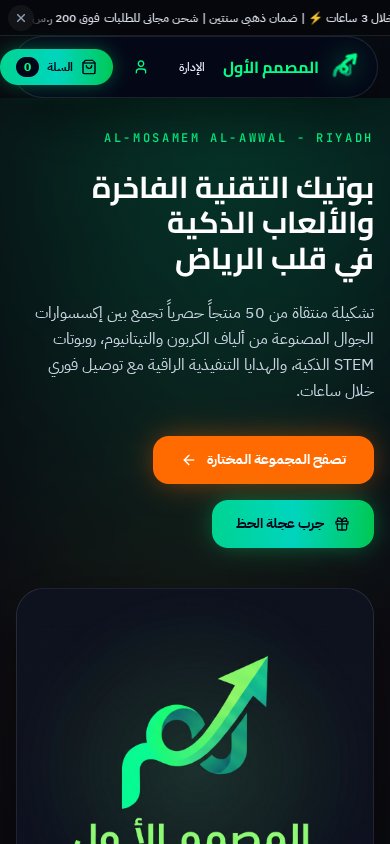 خلال 3 ساعات ⚡ | ضمان ذهبي سنتين | شحن مجاني للطلبات فوق 200 ر.س
المصمم الأول
الإدارة
السلة
0
AL-MOSAMEM AL-AWWAL - RIYADH
بوتيك التقنية الفاخرة
والألعاب الذكية
في قلب الرياض
تشكيلة منتقاة من 50 منتجاً حصرياً تجمع بين إكسسوارات
الجوال المصنوعة من ألياف الكربون والتيتانيوم، روبوتات
STEM الذكية، والهدايا التنفيذية الراقية مع توصيل فوري
خلال ساعات.
تصفح المجموعة المختارة
جرب عجلة الحظ
المصمم الأول